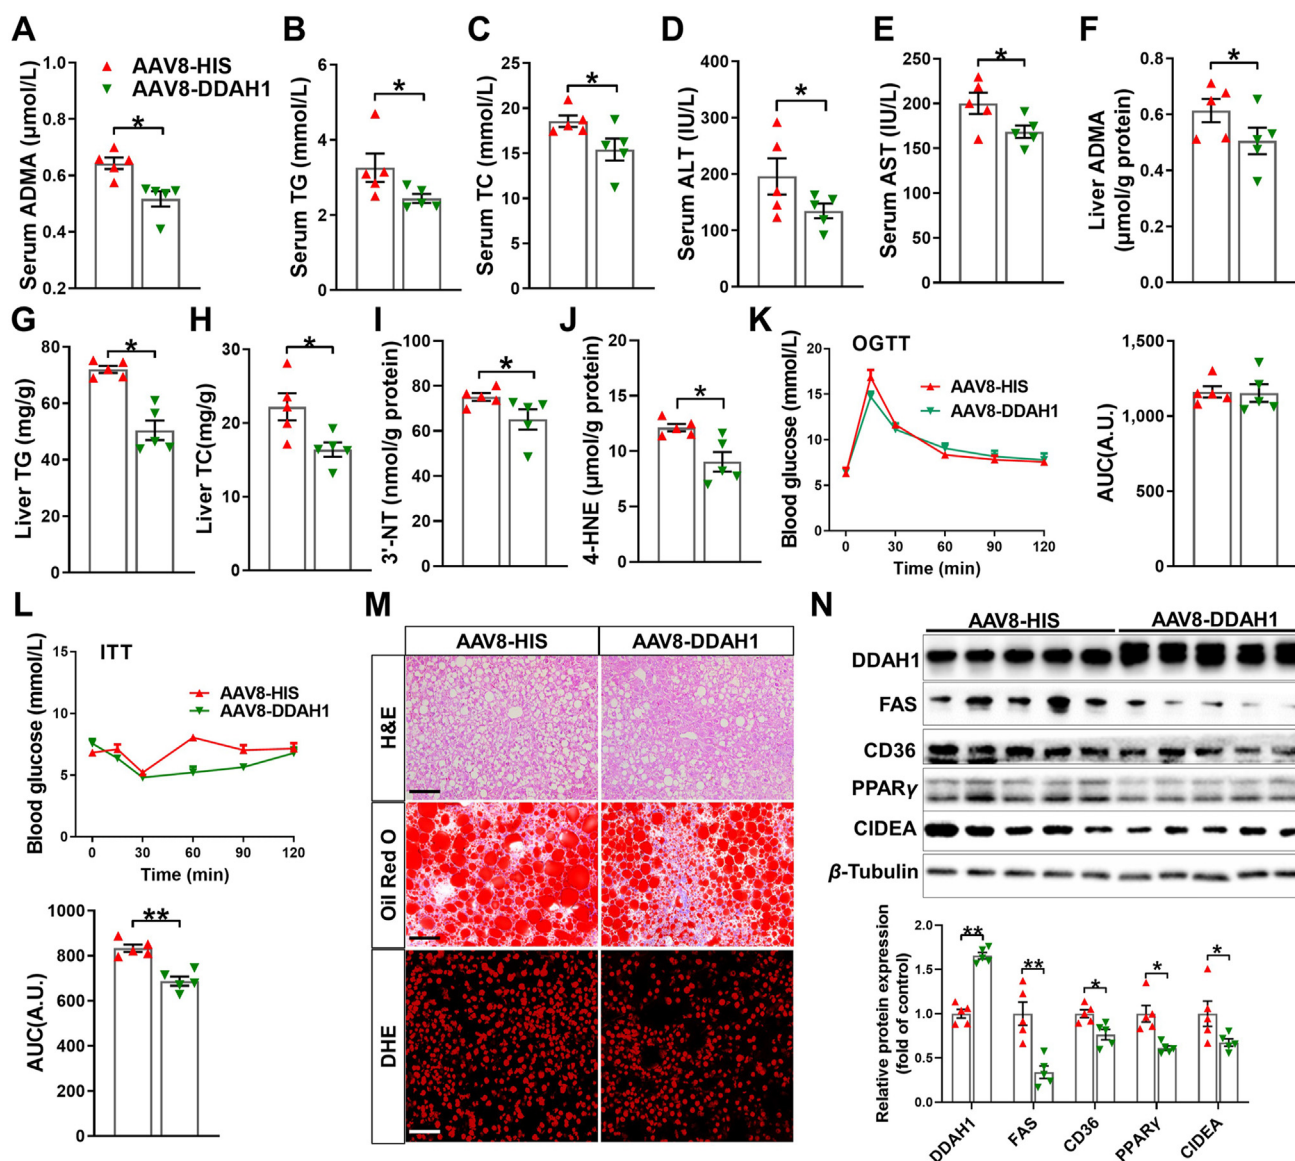 A
B
C
D
E
F
AAV8-HIS
AAV8-DDAH1
Serum ADMA (µmol/L)
1.0
0.8
0.6
0.4
0.2
*
Serum TG (mmol/L)
6
4
2
0
*
Serum TC (mmol/L)
25
20
15
10
5
0
*
Serum ALT (IU/L)
400
300
200
100
0
*
Serum AST (IU/L)
250
200
150
100
50
0
*
Liver ADMA
(µmol/g protein)
0.8
0.6
0.4
0.2
0.0
*
G
H
I
J
K
Liver TG (mg/g)
80
60
40
20
0
*
Liver TC(mg/g)
30
20
10
0
*
3'-NT (nmol/g protein)
100
80
60
40
20
0
*
4-HNE (µmol/g protein)
20
15
10
5
0
*
OGTT
AAV8-HIS
AAV8-DDAH1
Blood glucose (mmol/L)
20
15
10
5
0
0 30 60 90 120
Time (min)
AUC(A.U.)
1,500
1,000
500
0
L
ITT
AAV8-HIS
AAV8-DDAH1
Blood glucose (mmol/L)
15
10
5
0
0 30 60 90 120
Time (min)
AUC(A.U.)
1000
800
600
400
200
0
**
M
AAV8-HIS AAV8-DDAH1
H&E
Oil Red O
DHE
N
AAV8-HIS AAV8-DDAH1
DDAH1
FAS
CD36
PPARγ
CIDEA
β-Tubulin
Relative protein expression
(fold of control)
2.0
1.5
1.0
0.5
0.0
**
**
*
*
*
DDAH1 FAS CD36 PPARγ CIDEA